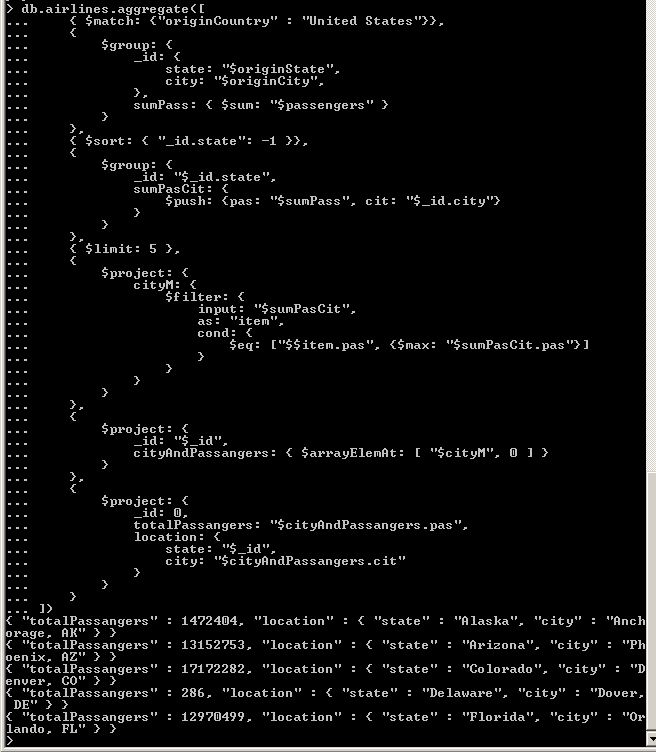 > db.airlines.aggregate([
...     { $match: {"originCountry" : "United States"}},
...     {
...         $group: {
...             _id: {
...                 state: "$originState",
...                 city: "$originCity",
...             },
...             sumPass: { $sum: "$passengers" }
...         }
...     },
...     { $sort: { "_id.state": -1 }},
...     {
...         $group: {
...             _id: "$_id.state",
...             sumPasCit: {
...                 $push: {pas: "$sumPass", cit: "$_id.city"}
...             }
...         }
...     },
...     { $limit: 5 },
...     {
...         $project: {
...             cityM: {
...                 $filter: {
...                     input: "$sumPasCit",
...                     as: "item",
...                     cond: {
...                         $eq: ["$$item.pas", {$max: "$sumPasCit.pas"}]
...                     }
...                 }
...             }
...         }
...     },
...     {
...         $project: {
...             _id: "$_id",
...             cityAndPassangers: { $arrayElemAt: [ "$cityM", 0 ] }
...         }
...     },
...     {
...         $project: {
...             _id: 0,
...             totalPassangers: "$cityAndPassangers.pas",
...             location: {
...                 state: "$_id",
...                 city: "$cityAndPassangers.cit"
...             }
...         }
...     }
... ])
{ "totalPassangers" : 1472404, "location" : { "state" : "Alaska", "city" : "Anch
orage, AK" } }
{ "totalPassangers" : 13152753, "location" : { "state" : "Arizona", "city" : "Ph
oenix, AZ" } }
{ "totalPassangers" : 17172282, "location" : { "state" : "Colorado", "city" : "D
enver, CO" } }
{ "totalPassangers" : 286, "location" : { "state" : "Delaware", "city" : "Dover,
 DE" } }
{ "totalPassangers" : 12970499, "location" : { "state" : "Florida", "city" : "Or
lando, FL" } }
>